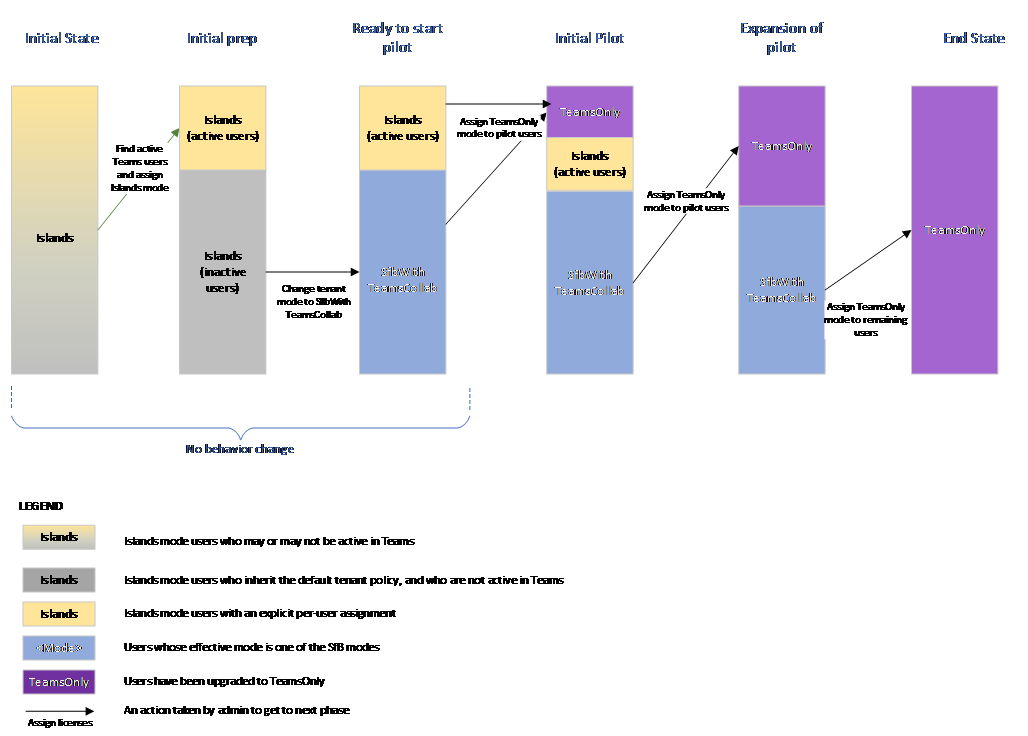 Initial State
Initial prep
Ready to start
pilot
Initial Pilot
Expansion of
pilot
End State
Islands
Find active
Teams users
and assign
Islands mode
Islands
(active users)
Islands
(inactive
users)
Change tenant
mode to SfBWith
TeamsCollab
Islands
(active users)
SfbWith
TeamsCollab
Assign TeamsOnly
mode to pilot users
TeamsOnly
Islands
(active users)
SfbWith
TeamsCollab
Assign TeamsOnly
mode to pilot users
TeamsOnly
SfbWith
TeamsCollab
Assign TeamsOnly
mode to remaining
users
TeamsOnly
No behavior change
LEGEND
Islands
Islands mode users who may or may not be active in Teams
Islands
Islands mode users who inherit the default tenant policy, and who are not active in Teams
Islands
Islands mode users with an explicit per-user assignment
<Mode>
Users whose effective mode is one of the SfB modes
TeamsOnly
Users have been upgraded to TeamsOnly
Assign licenses
An action taken by admin to get to next phase